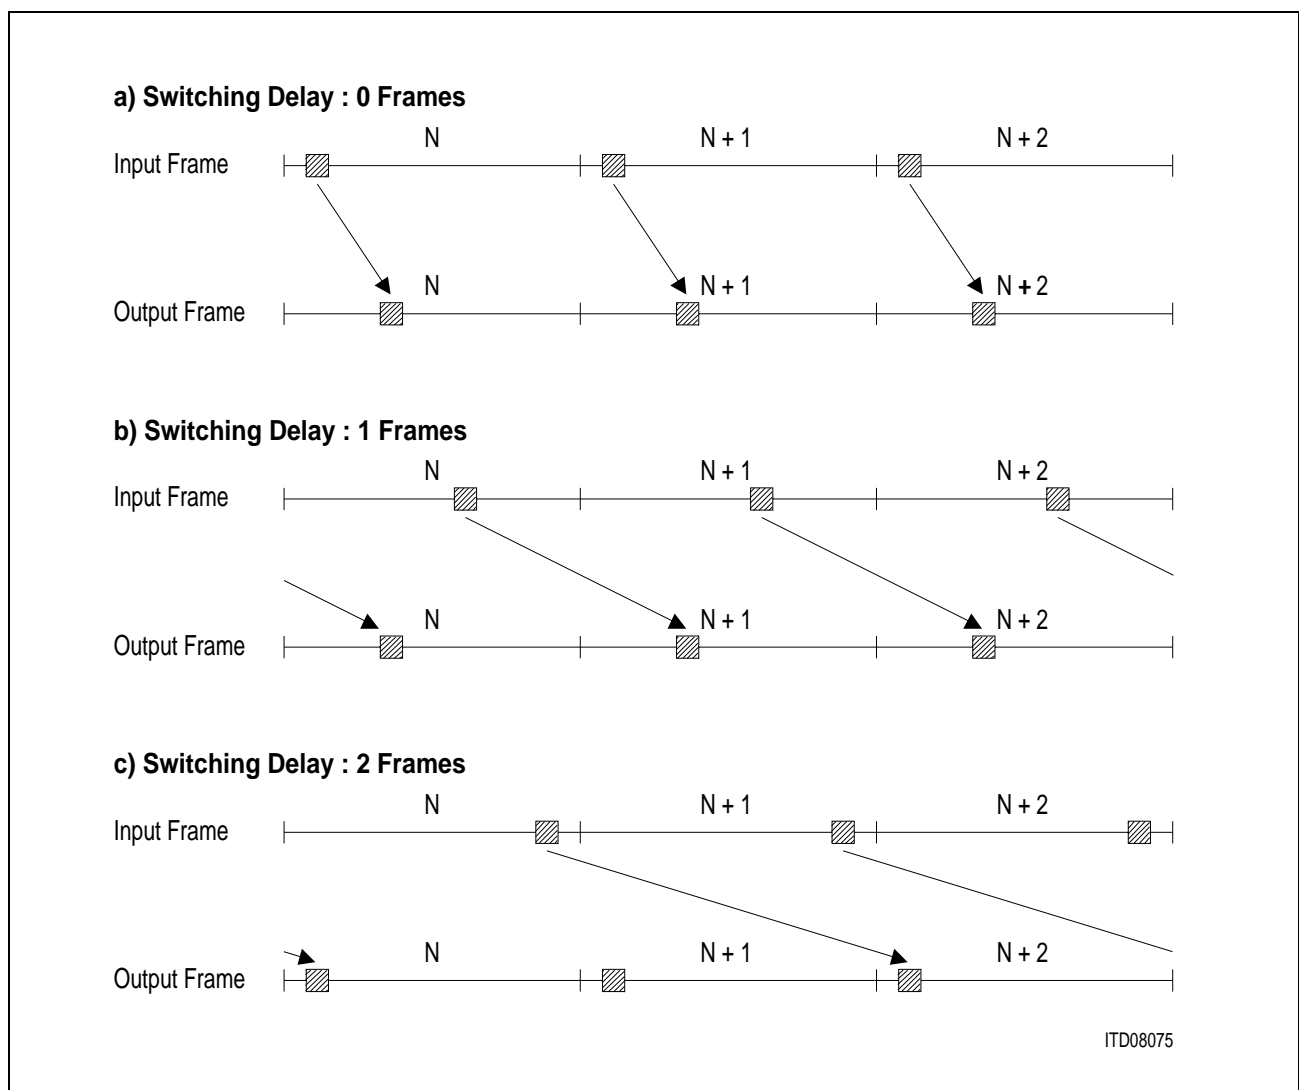 a) Switching Delay : 0 Frames
N N + 1 N + 2
Input Frame
N N + 1 N + 2
Output Frame
b) Switching Delay : 1 Frames
N N + 1 N + 2
Input Frame
N N + 1 N + 2
Output Frame
c) Switching Delay : 2 Frames
N N + 1 N + 2
Input Frame
N N + 1 N + 2
Output Frame
ITD08075